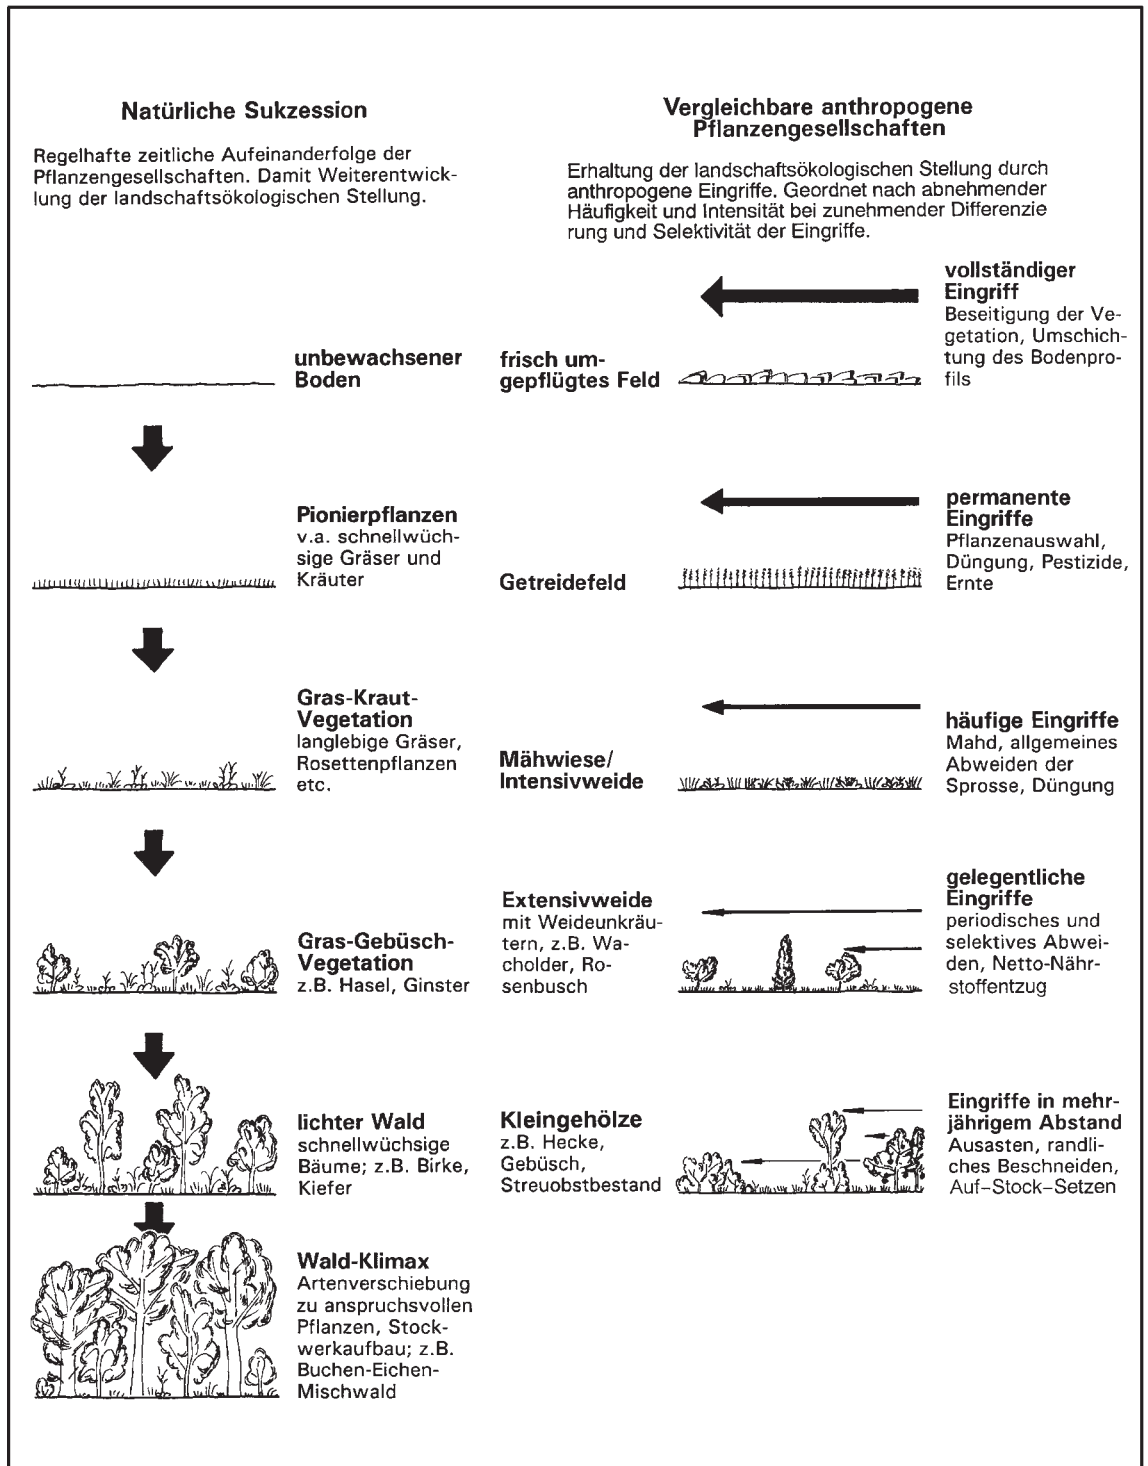 Natürliche Sukzession
Regelhafte zeitliche Aufeinanderfolge der
Pflanzengesellschaften. Damit Weiterentwick-
lung der landschaftsökologischen Stellung.
Vergleichbare anthropogene
Pflanzengesellschaften
Erhaltung der landschaftsökologischen Stellung durch
anthropogene Eingriffe. Geordnet nach abnehmender
Häufigkeit und Intensität bei zunehmender Differenzie
rung und Selektivität der Eingriffe.
unbewachsener
Boden
frisch um-
gepflügtes Feld
vollständiger
Eingriff
Beseitigung der Ve-
getation, Umschich-
tung des Bodenpro-
fils
Pionierpflanzen
v.a. schnellwüch-
sige Gräser und
Kräuter
Getreidefeld
permanente
Eingriffe
Pflanzenauswahl,
Düngung, Pestizide,
Ernte
Gras-Kraut-
Vegetation
langlebige Gräser,
Rosettenpflanzen
etc.
Mähwiese/
Intensivweide
häufige Eingriffe
Mahd, allgemeines
Abweiden der
Sprosse, Düngung
Gras-Gebüsch-
Vegetation
z.B. Hasel, Ginster
Extensivweide
mit Weideunkräu-
tern, z.B. Wa-
cholder, Ro-
senbusch
gelegentliche
Eingriffe
periodisches und
selektives Abwei-
den, Netto-Nähr-
stoffentzug
lichter Wald
schnellwüchsige
Bäume; z.B. Birke,
Kiefer
Kleingehölze
z.B. Hecke,
Gebüsch,
Streuobstbestand
Eingriffe in mehr-
jährigem Abstand
Ausasten, randli-
ches Beschneiden,
Auf-Stock-Setzen
Wald-Klimax
Artenverschiebung
zu anspruchsvollen
Pflanzen, Stock-
werkaufbau; z.B.
Buchen-Eichen-
Mischwald